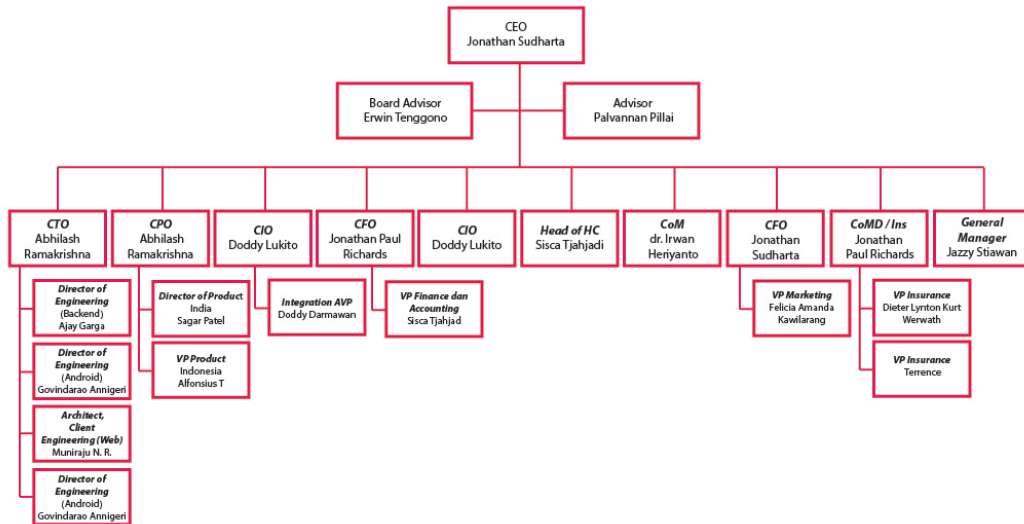 CEO
Jonathan Sudharta
Board Advisor
Erwin Tenggono
Advisor
Palvannan Pillai
CTO
Abhilash
Ramakrishna
CPO
Abhilash
Ramakrishna
CIO
Doddy Lukito
CFO
Jonathan Paul
Richards
CIO
Doddy Lukito
Head of HC
Sisca Tjahjadi
CoM
dr. Irwan
Heriyanto
CFO
Jonathan
Sudharta
CoMD / Ins
Jonathan
Paul Richards
General
Manager
Jazzy Stiawan
Director of
Engineering
(Backend)
Ajay Garga
Director of
Engineering
(Android)
Govindarao Annigeri
Architect,
Client
Engineering (Web)
Muniraju N. R.
Director of
Engineering
(Android)
Govindarao Annigeri
Director of Product
India
Sagar Patel
VP Product
Indonesia
Alfonsius T
Integration AVP
Doddy Darmawan
VP Finance dan
Accounting
Sisca Tjahjad
VP Marketing
Felicia Amanda
Kawilarang
VP Insurance
Dieter Lynton Kurt
Werwath
VP Insurance
Terrence